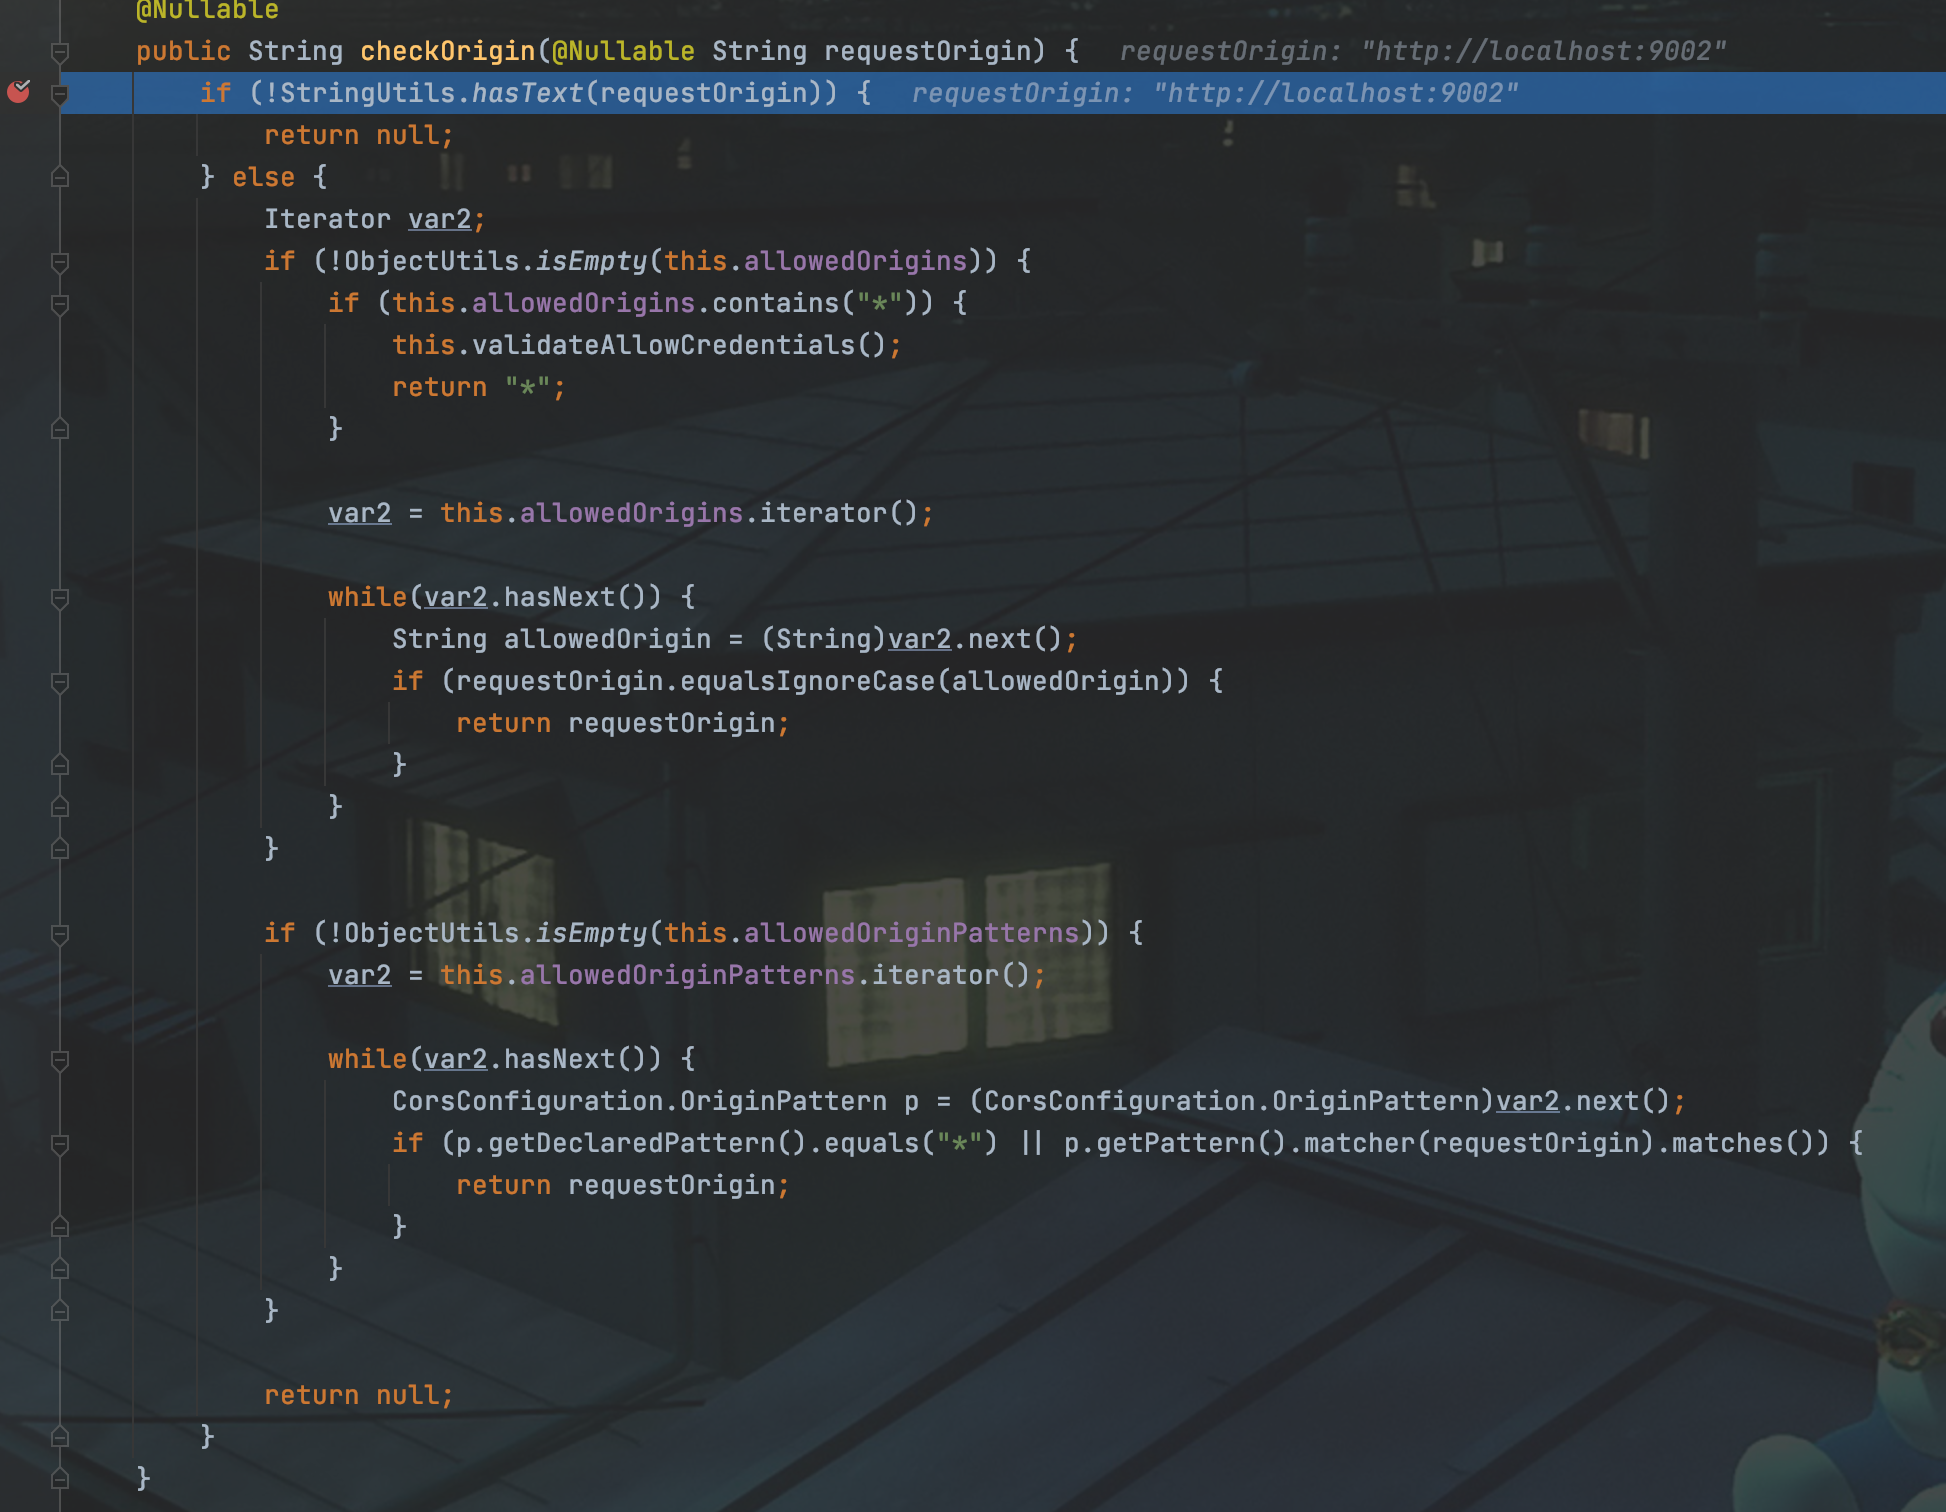 @Nullable
public String checkOrigin(@Nullable String requestOrigin) {   requestOrigin: "http://localhost:9002"
if (!StringUtils.hasText(requestOrigin)) {   requestOrigin: "http://localhost:9002"
return null;
} else {
Iterator var2;
if (!ObjectUtils.isEmpty(this.allowedOrigins)) {
if (this.allowedOrigins.contains("*")) {
this.validateAllowCredentials();
return "*";
}
var2 = this.allowedOrigins.iterator();
while(var2.hasNext()) {
String allowedOrigin = (String)var2.next();
if (requestOrigin.equalsIgnoreCase(allowedOrigin)) {
return requestOrigin;
}
}
}
if (!ObjectUtils.isEmpty(this.allowedOriginPatterns)) {
var2 = this.allowedOriginPatterns.iterator();
while(var2.hasNext()) {
CorsConfiguration.OriginPattern p = (CorsConfiguration.OriginPattern)var2.next();
if (p.getDeclaredPattern().equals("*") || p.getPattern().matcher(requestOrigin).matches()) {
return requestOrigin;
}
}
}
return null;
}
}